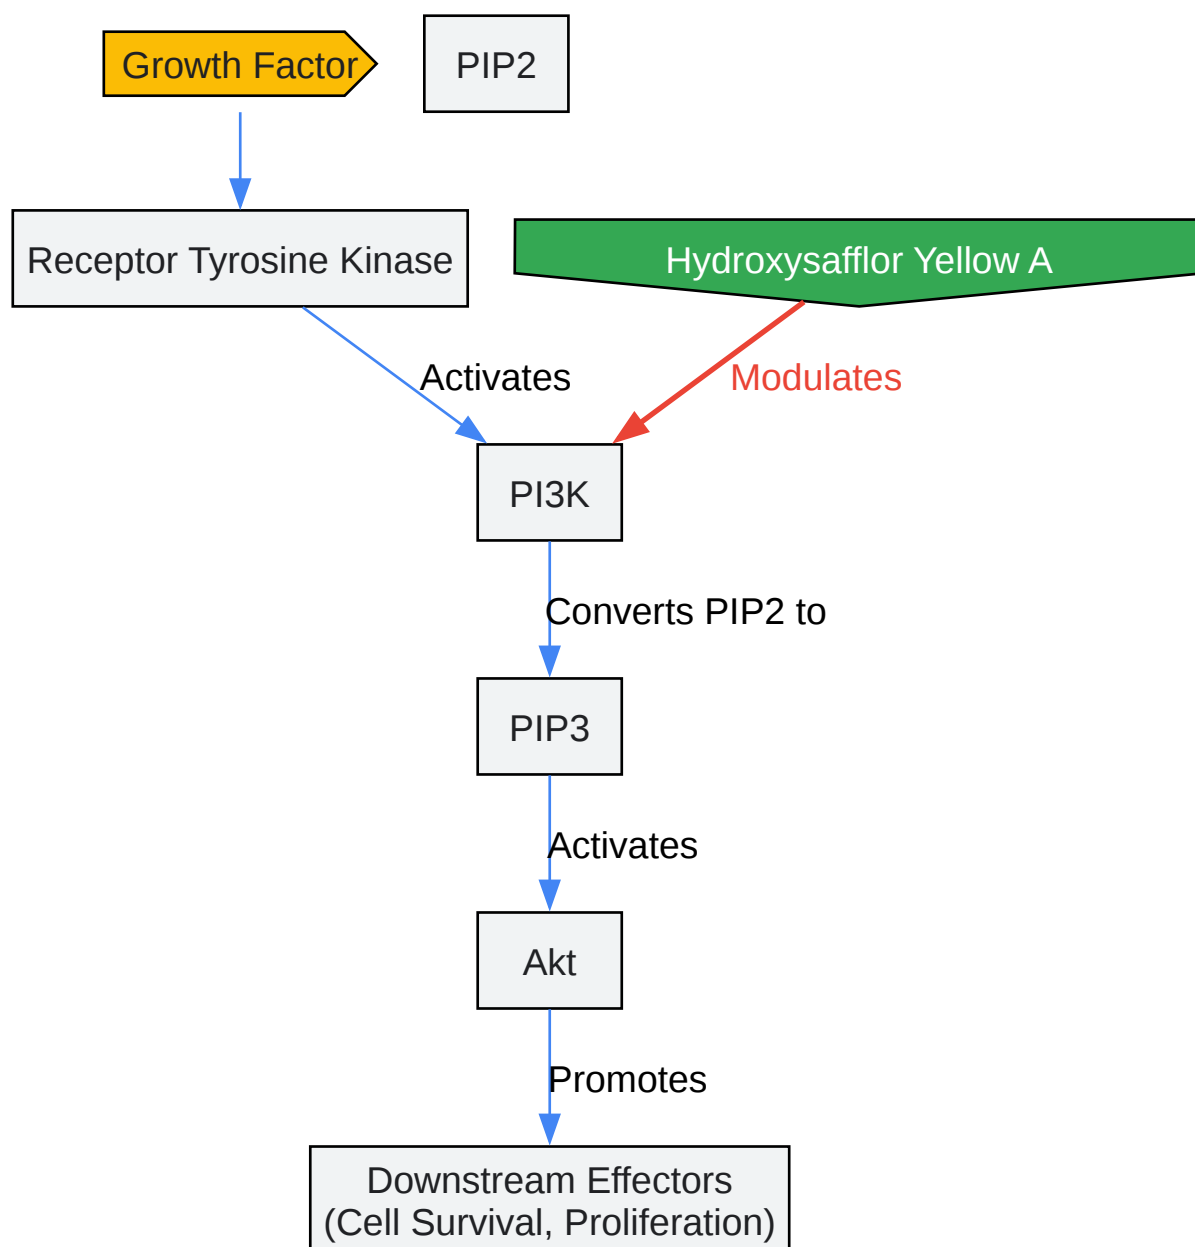 Growth Factor
PIP2
Receptor Tyrosine Kinase
Hydroxysafflor Yellow A
Activates
Modulates
PI3K
Converts PIP2 to
PIP3
Activates
Akt
Promotes
Downstream Effectors
(Cell Survival, Proliferation)